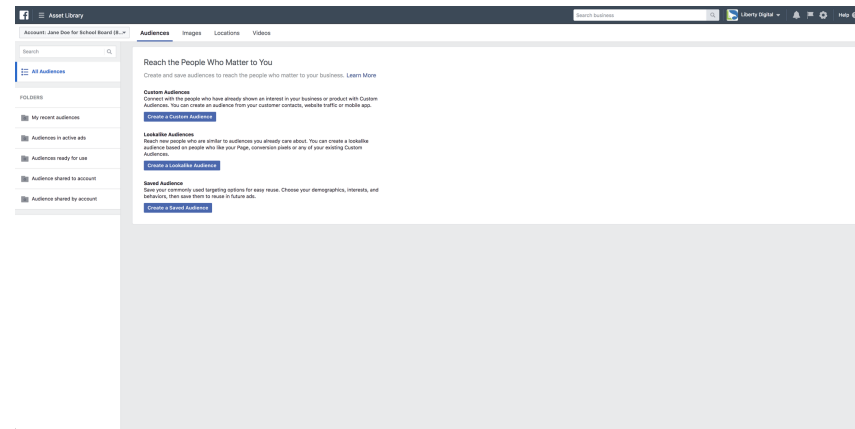 Asset Library
Search business
Liberty Digital
Help
Account: Jane Doe for School Board (8...
Audiences
Images
Locations
Videos
Search
All Audiences
FOLDERS
My recent audiences
Audiences in active ads
Audiences ready for use
Audience shared to account
Audience shared by account
Reach the People Who Matter to You
Create and save audiences to reach the people who matter to your business. Learn More
Custom Audiences
Connect with the people who have already shown an interest in your business or product with Custom
Audiences. You can create an audience from your customer contacts, website traffic or mobile app.
Create a Custom Audience
Lookalike Audiences
Reach new people who are similar to audiences you already care about. You can create a lookalike
audience based on people who like your Page, conversion pixels or any of your existing Custom
Audiences.
Create a Lookalike Audience
Saved Audience
Save your commonly used targeting options for easy reuse. Choose your demographics, interests, and
behaviors, then save them to reuse in future ads.
Create a Saved Audience